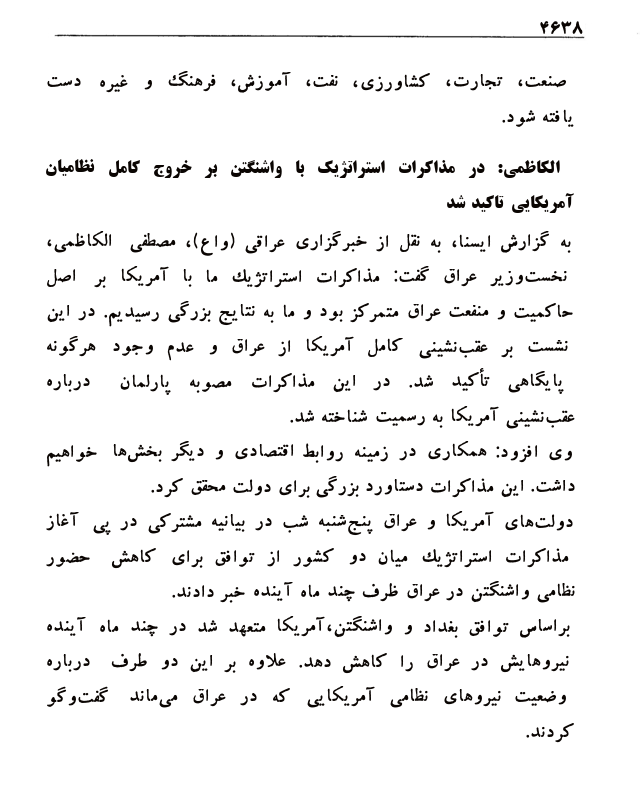 ۴۶۳۸
صنعت، تجارت، کشاورزی، نفت، آموزش، فرهنگ و غیره دست
یافته شود.
الکاظمی: در مذاکرات استراتژیک با واشنگتن بر خروج کامل نظامیان
آمریکایی تاکید شد
به گزارش ایسنا، به نقل از خبرگزاری عراقی (واع)، مصطفی الکاظمی،
نخست‌وزیر عراق گفت: مذاکرات استراتژیک ما با آمریکا بر اصل
حاکمیت و منفعت عراق متمرکز بود و ما به نتایج بزرگی رسیدیم. در این
نشست بر عقب‌نشینی کامل آمریکا از عراق و عدم وجود هرگونه
پایگاهی تأکید شد. در این مذاکرات مصوبه پارلمان درباره
عقب‌نشینی آمریکا به رسمیت شناخته شد.
وی افزود: همکاری در زمینه روابط اقتصادی و دیگر بخش‌ها خواهیم
داشت. این مذاکرات دستاورد بزرگی برای دولت محقق کرد.
دولت‌های آمریکا و عراق پنج‌شنبه شب در بیانیه مشترکی در پی آغاز
مذاکرات استراتژیک میان دو کشور از توافق برای کاهش حضور
نظامی واشنگتن در عراق ظرف چند ماه آینده خبر دادند.
براساس توافق بغداد و واشنگتن،آمریکا متعهد شد در چند ماه آینده
نیروهایش در عراق را کاهش دهد. علاوه بر این دو طرف درباره
وضعیت نیروهای نظامی آمریکایی که در عراق می‌ماند گفت‌وگو
کردند.